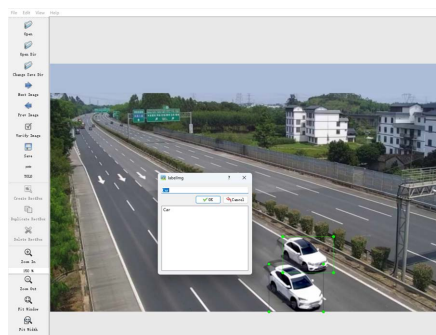 File Edit View Help
Open
Open Dir
Change Save Dir
Next Image
Prev Image
Verify Image
Save
YOLO
Create RectBox
Duplicate RectBox
Delete RectBox
Zoom In
Zoom Out
Fit Window
Fit Width
labelImg ? X
Car
OK Cancel
Car